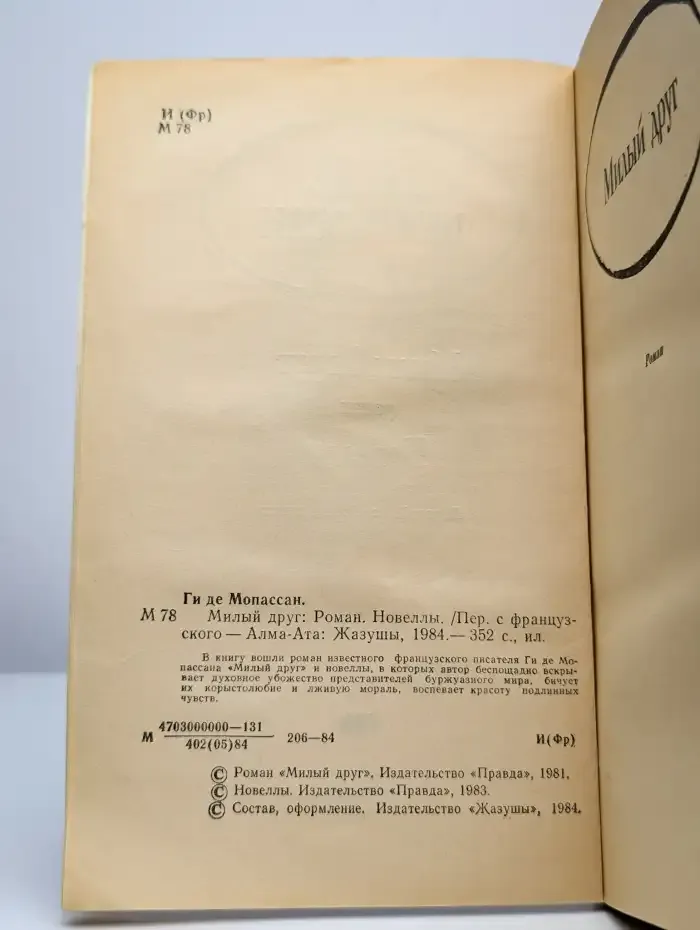 И (Фр)
М 78
Ги де Мопассан.
М 78 Милый друг: Роман. Новеллы. /Пер. с француз-
ского — Алма-Ата: Жазушы, 1984.— 352 с., ил.
В книгу вошли роман известного французского писателя Ги де Мо-
пассана «Милый друг» и новеллы, в которых автор беспощадно вскры-
вает духовное убожество представителей буржуазного мира, бичует
их корыстолюбие и лживую мораль, воспевает красоту подлинных
чувств.
4703000000—131
М 402(05)84 206—84 И(Фр)
© Роман «Милый друг». Издательство «Правда», 1981.
© Новеллы. Издательство «Правда», 1983.
© Состав, оформление. Издательство «Жазушы», 1984.
Милый друг
Роман